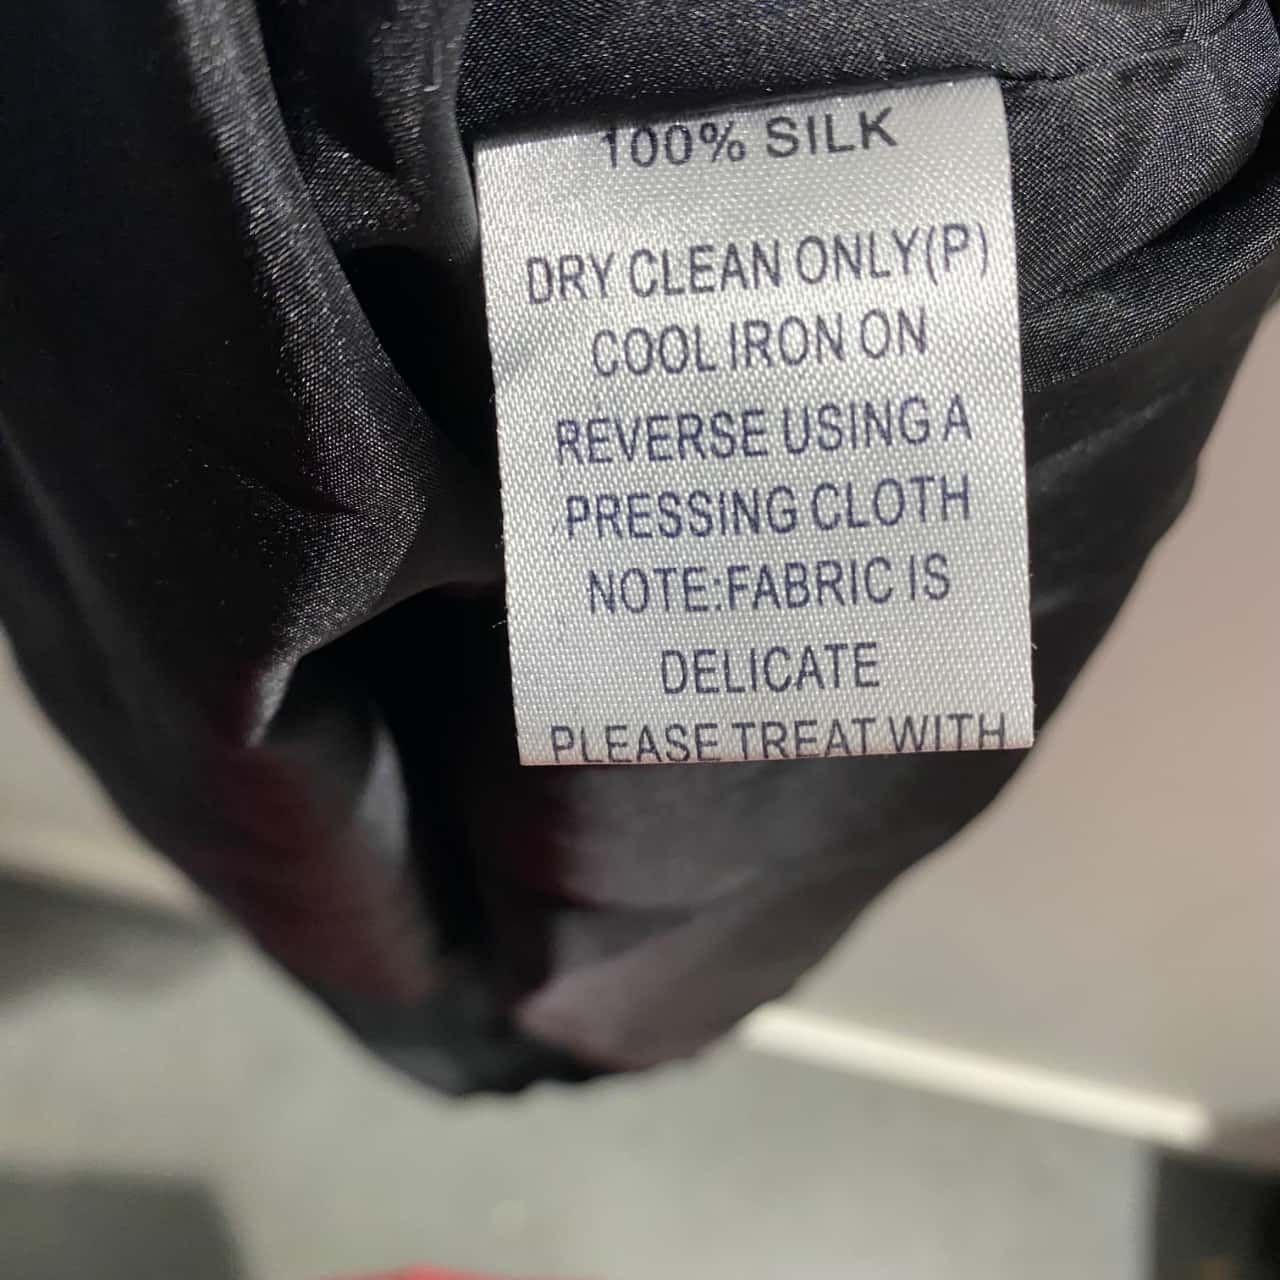 100% SILK
DRY CLEAN ONLY(P)
COOL IRON ON
REVERSE USING A
PRESSING CLOTH
NOTE:FABRIC IS
DELICATE
PLEASE TREAT WITH